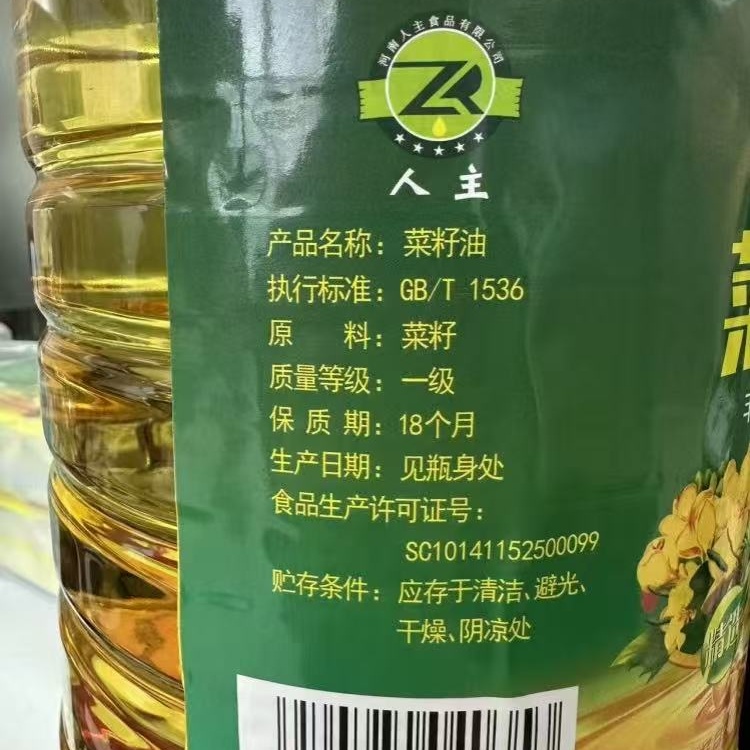 河南人主食品有限公司
ZR
人主
产品名称：菜籽油
执行标准：GB/T 1536
原 料：菜籽
质量等级：一级
保 质 期：18个月
生产日期：见瓶身处
食品生产许可证号：
SC10141152500099
贮存条件：应存于清洁、避光、
干燥、阴凉处
精选